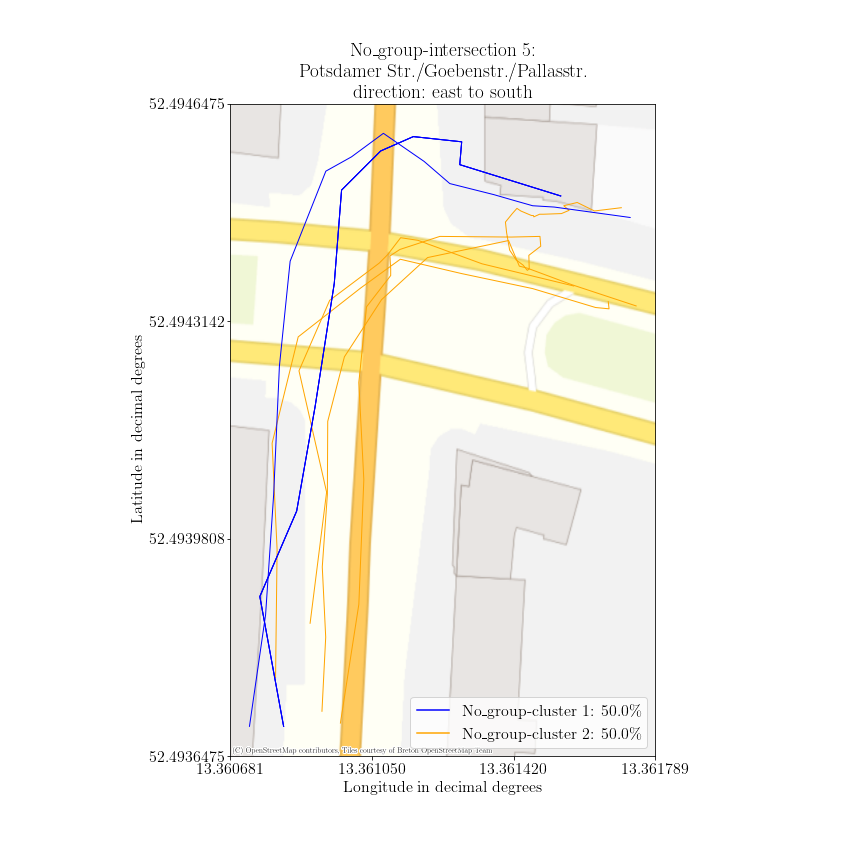 No_group-intersection 5:
Potsdamer Str./Goebenstr./Pallasstr.
direction: east to south
52.4946475
52.4943142
52.4939808
52.4936475
Latitude in decimal degrees
No_group-cluster 1: 50.0%
No_group-cluster 2: 50.0%
(C) OpenStreetMap contributors, Tiles courtesy of Breton OpenStreetMap Team
13.360681
13.361050
13.361420
13.361789
Longitude in decimal degrees